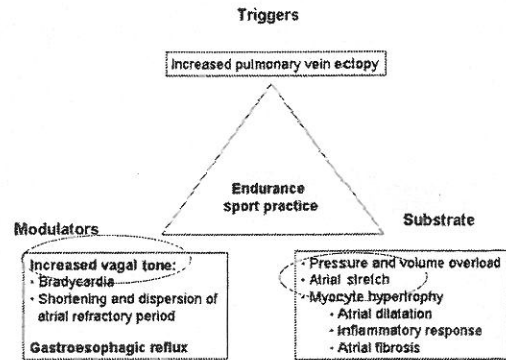 Triggers
Increased pulmonary vein ectopy
Endurance
sport practice
Modulators
Increased vagal tone:
• Bradycardia
• Shortening and dispersion of
atrial refractory period
Gastroesophagic reflux
Substrate
• Pressure and volume overload
• Atrial stretch
• Myocyte hypertrophy
• Atrial dilatation
• Inflammatory response
• Atrial fibrosis